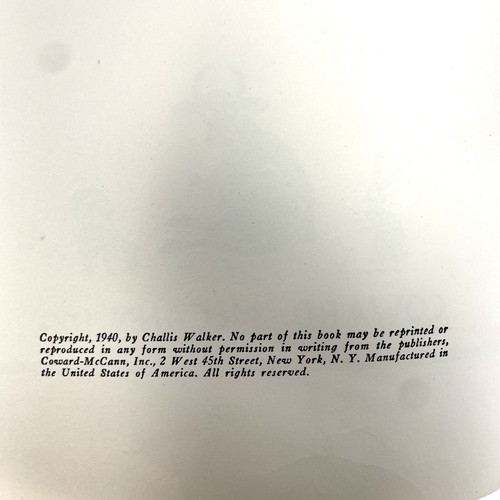 Copyright, 1940, by Challis Walker. No part of this book may be reprinted or
reproduced in any form without permission in writing from the publishers,
Coward-McCann, Inc., 2 West 45th Street, New York, N. Y. Manufactured in
the United States of America. All rights reserved.